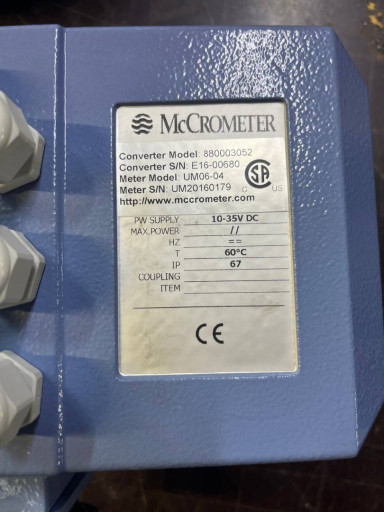 McCROMETER
Converter Model: 880003052
Converter S/N: E16-00680
Meter Model: UM06-04
Meter S/N: UM20160179
C US
http://www.mccrometer.com
PW SUPPLY 10-35V DC
MAX.POWER //
HZ ==
T 60°C
IP 67
COUPLING
ITEM
CE